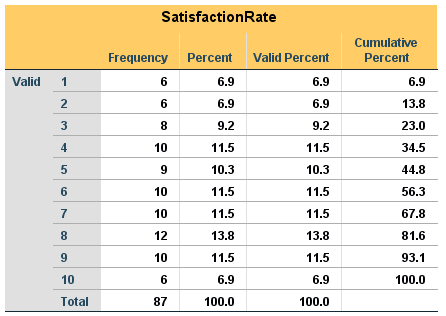 SatisfactionRate
Frequency Percent Valid Percent Cumulative Percent
Valid 1 6 6.9 6.9 6.9
2 6 6.9 6.9 13.8
3 8 9.2 9.2 23.0
4 10 11.5 11.5 34.5
5 9 10.3 10.3 44.8
6 10 11.5 11.5 56.3
7 10 11.5 11.5 67.8
8 12 13.8 13.8 81.6
9 10 11.5 11.5 93.1
10 6 6.9 6.9 100.0
Total 87 100.0 100.0